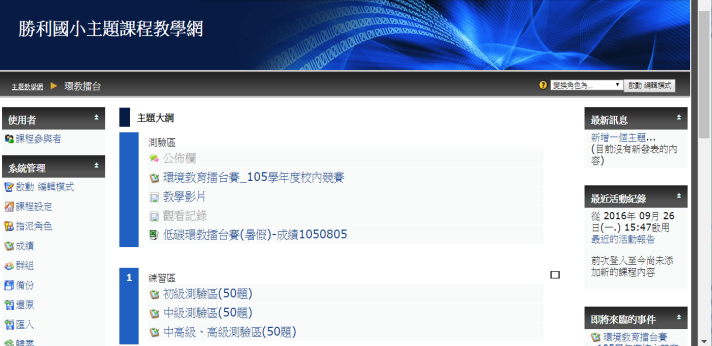 勝利國小主題課程教學網
主題教學網 ► 環教擂台
變換角色為... 啟動 編輯模式
使用者
課程參與者
系統管理
啟動 編輯模式
課程設定
指派角色
成績
群組
備份
還原
匯入
歸零
主題大綱
測驗區
公佈欄
環境教育擂台賽_105學年度校內競賽
教學影片
觀看記錄
低碳環教擂台賽(暑假)-成績1050805
1
練習區
初級測驗區(50題)
中級測驗區(50題)
中高級、高級測驗區(50題)
最新訊息
新增一個主題...
(目前沒有新發表的內
容)
最近活動紀錄
從 2016年 09月 26
日(一) 15:47啟用
最近的活動報告
前次登入至今尚未添
加新的課程內容
即將來臨的事件
環境教育擂台賽